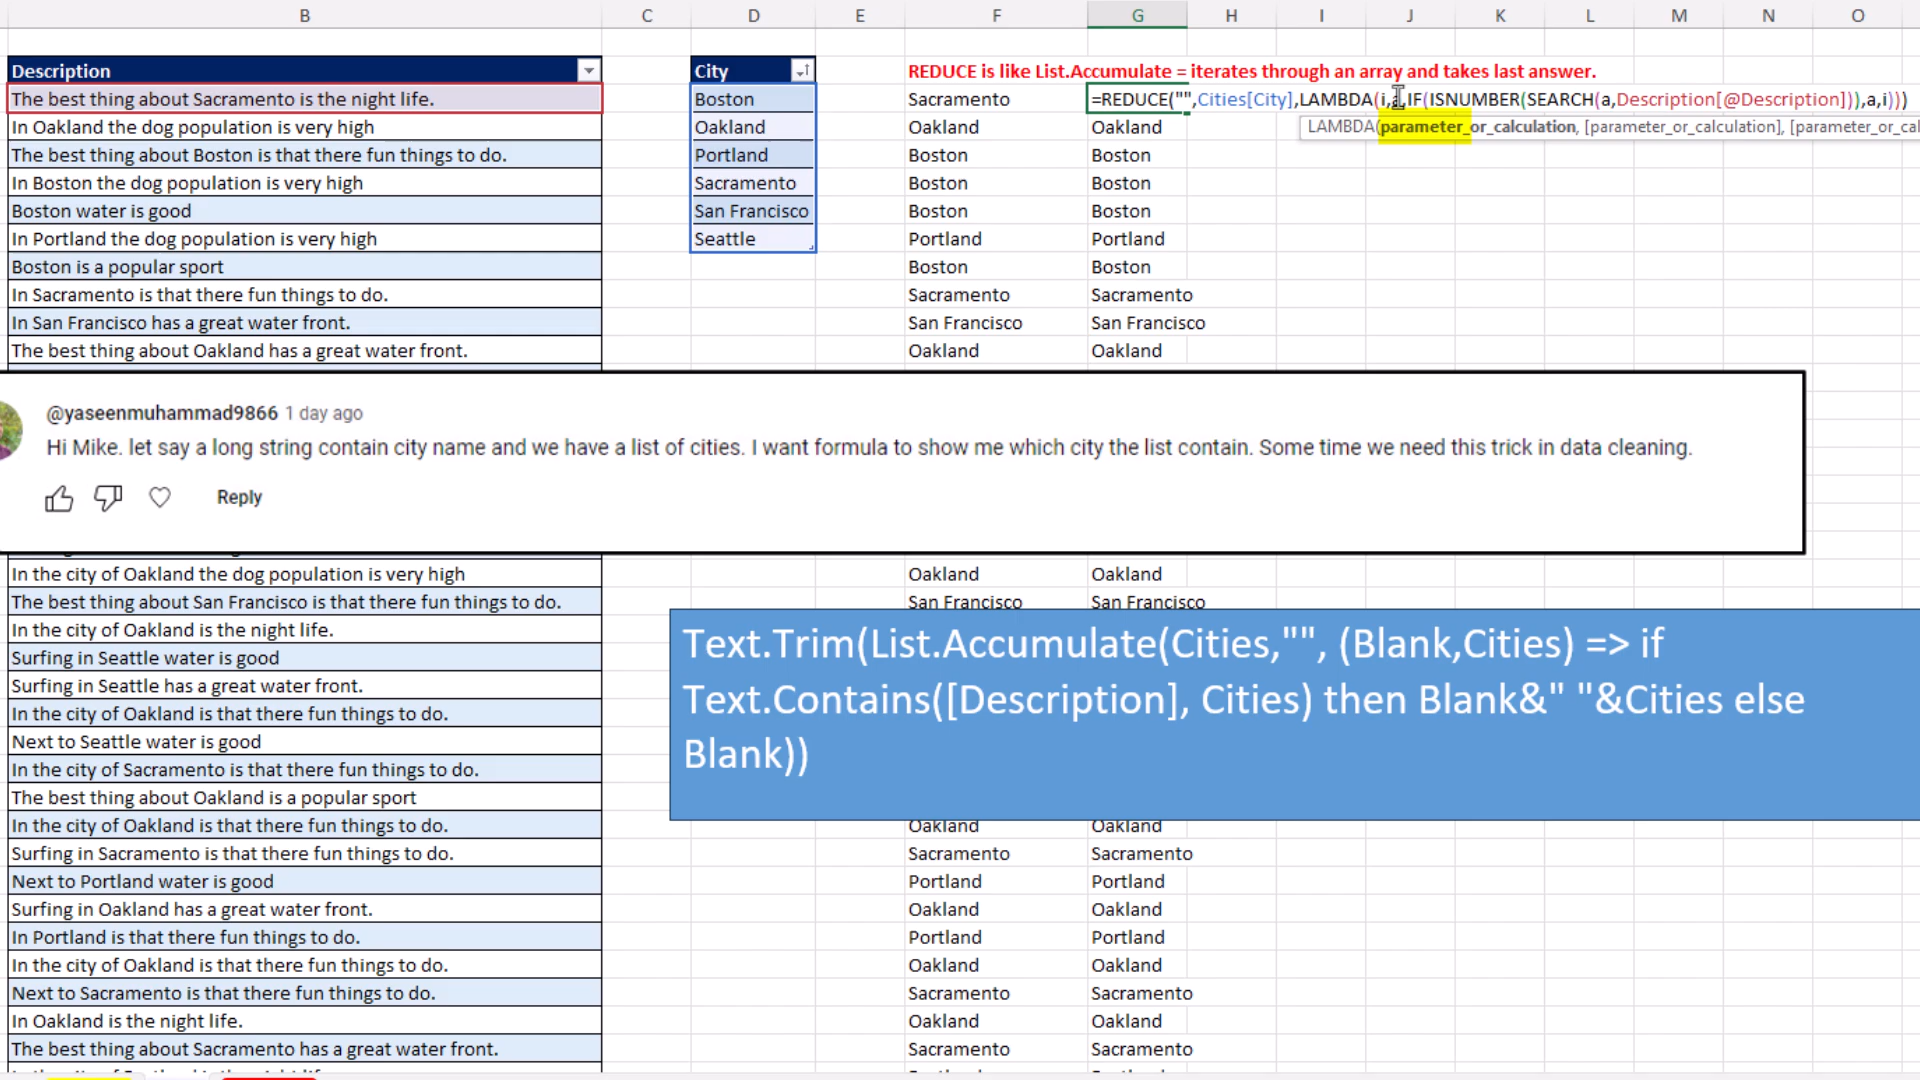 B C D E F G H I J K L M N O
Description City REDUCE is like List.Accumulate = iterates through an array and takes last answer.
The best thing about Sacramento is the night life. Boston Sacramento =REDUCE("",Cities[City],LAMBDA(i,a,IF(ISNUMBER(SEARCH(a,Description[@Description])),a,i)))
In Oakland the dog population is very high Oakland Oakland Oakland LAMBDA(parameter_or_calculation, [parameter_or_calculation], [parameter_or_cal
The best thing about Boston is that there fun things to do. Portland Boston Boston
In Boston the dog population is very high Sacramento Boston Boston
Boston water is good San Francisco Boston Boston
In Portland the dog population is very high Seattle Portland Portland
Boston is a popular sport Boston Boston
In Sacramento is that there fun things to do. Sacramento Sacramento
In San Francisco has a great water front. San Francisco San Francisco
The best thing about Oakland has a great water front. Oakland Oakland
@yaseenmuhammad9866 1 day ago
Hi Mike. let say a long string contain city name and we have a list of cities. I want formula to show me which city the list contain. Some time we need this trick in data cleaning.
Reply
In the city of Oakland the dog population is very high Oakland Oakland
The best thing about San Francisco is that there fun things to do. San Francisco San Francisco
In the city of Oakland is the night life.
Surfing in Seattle water is good
Surfing in Seattle has a great water front.
In the city of Oakland is that there fun things to do.
Next to Seattle water is good
In the city of Sacramento is that there fun things to do.
The best thing about Oakland is a popular sport
Text.Trim(List.Accumulate(Cities,"", (Blank,Cities) => if
Text.Contains([Description], Cities) then Blank&" "&Cities else
Blank))
In the city of Oakland is that there fun things to do. Oakland Oakland
Surfing in Sacramento is that there fun things to do. Sacramento Sacramento
Next to Portland water is good Portland Portland
Surfing in Oakland has a great water front. Oakland Oakland
In Portland is that there fun things to do. Portland Portland
In the city of Oakland is that there fun things to do. Oakland Oakland
Next to Sacramento is that there fun things to do. Sacramento Sacramento
In Oakland is the night life. Oakland Oakland
The best thing about Sacramento has a great water front. Sacramento Sacramento